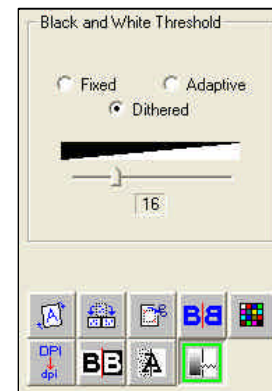 Black and White Threshold
Fixed Adaptive
Dithered
16
A B B
DPI B B A
dpi